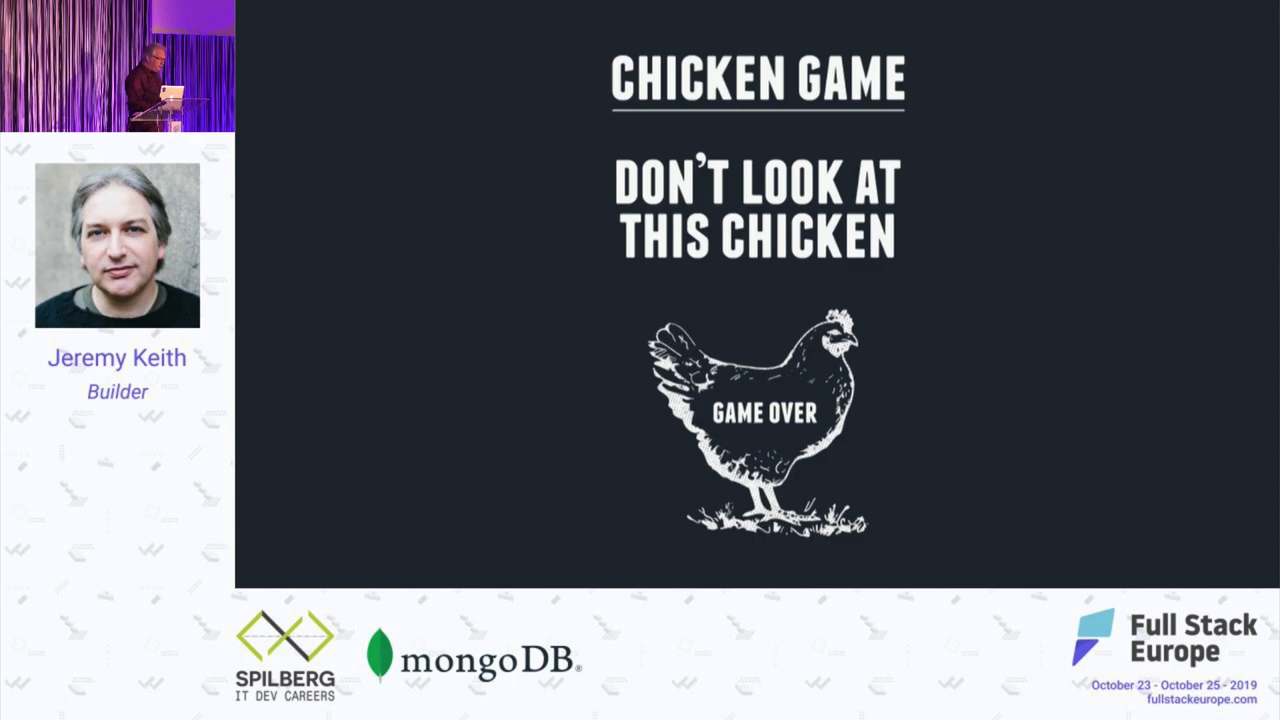 CHICKEN GAME
DON'T LOOK AT
THIS CHICKEN
GAME OVER
Jeremy Keith
Builder
SPILBERG
IT DEV CAREERS
mongoDB®
Full Stack
Europe
October 23 - October 25 - 2019
fullstackeurope.com